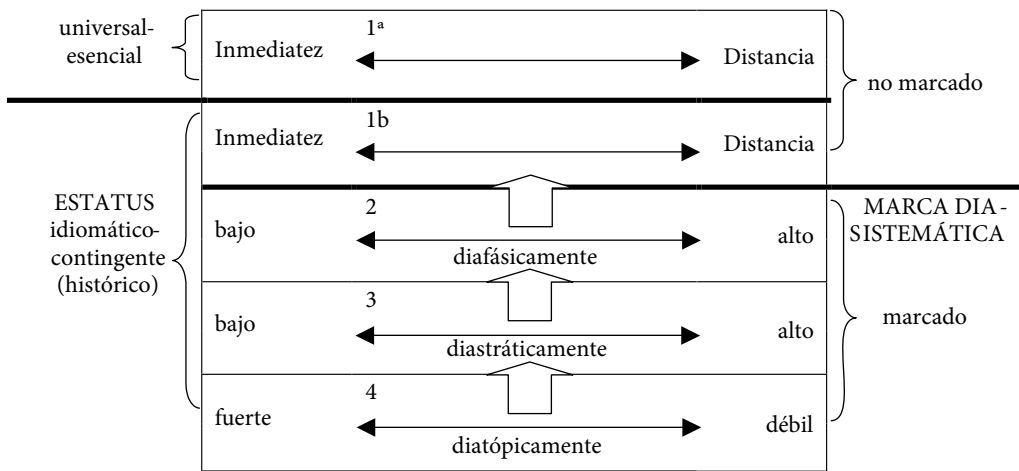 universal-
esencial
1ª
Inmediatez
Distancia
no marcado
1b
Inmediatez
Distancia
ESTATUS
idiomático-
contingente
(histórico)
MARCA DIA-
SISTEMÁTICA
2
bajo
alto
diafásicamente
3
bajo
alto
diastráticamente
marcado
4
fuerte
débil
diatópicamente